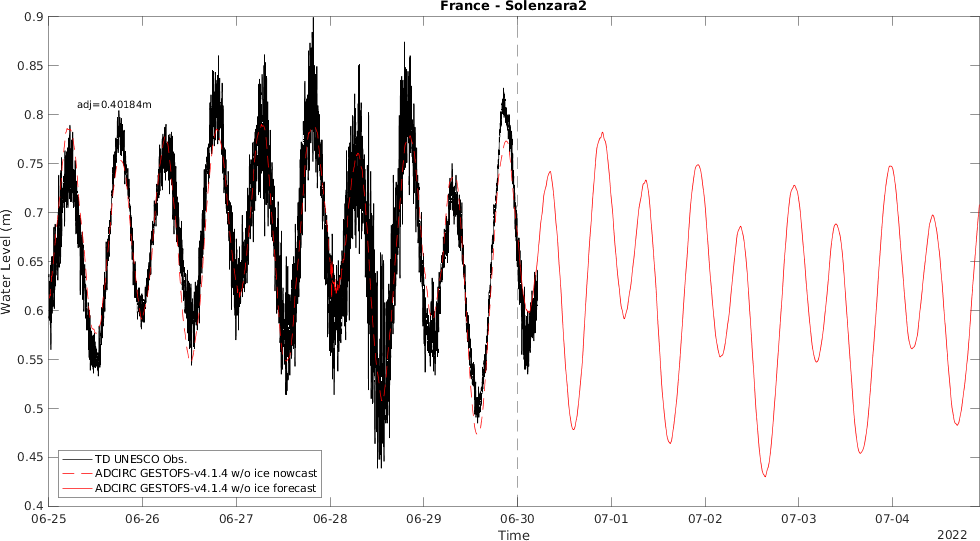 France - Solenzara2
0.9
0.85
0.8
0.75
0.7
0.65
0.6
0.55
0.5
0.45
0.4
Water Level (m)
adj=0.40184m
TD UNESCO Obs.
ADCIRC GESTOFS-v4.1.4 w/o ice nowcast
ADCIRC GESTOFS-v4.1.4 w/o ice forecast
06-25 06-26 06-27 06-28 06-29 06-30 07-01 07-02 07-03 07-04
Time
2022